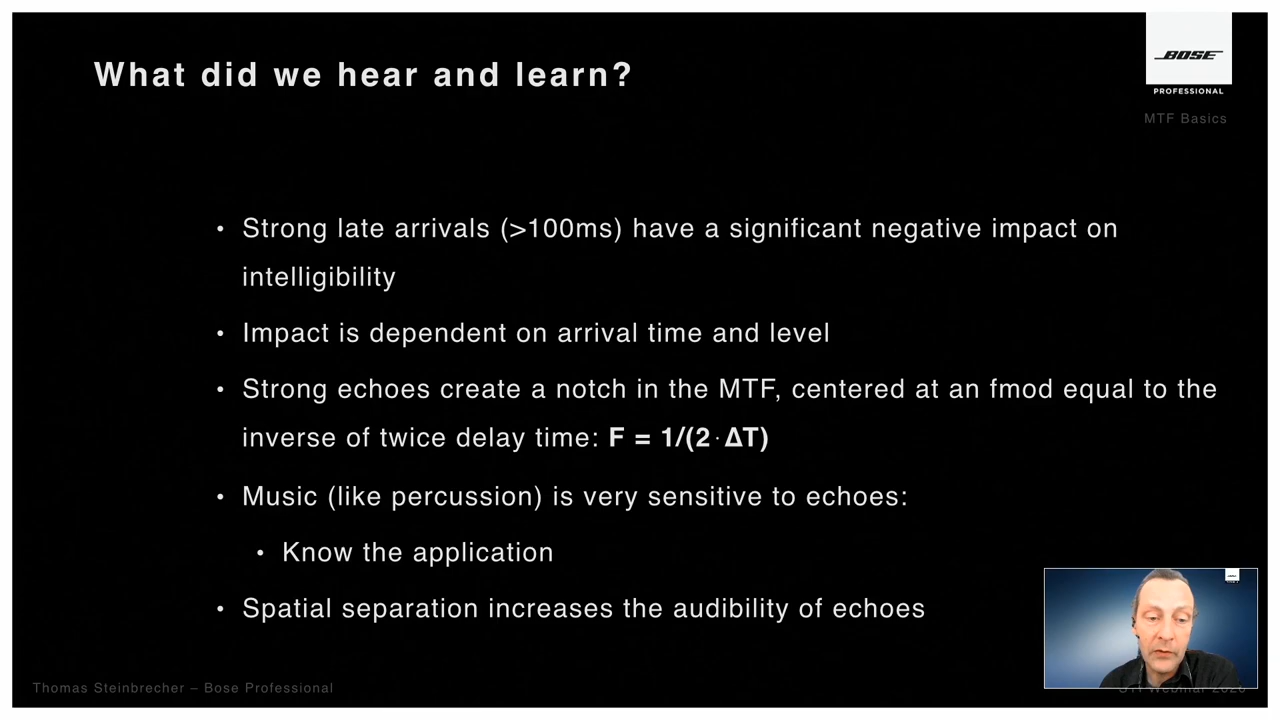 What did we hear and learn?
BOSE
PROFESSIONAL
MTF Basics
• Strong late arrivals (>100ms) have a significant negative impact on
intelligibility
• Impact is dependent on arrival time and level
• Strong echoes create a notch in the MTF, centered at an fmod equal to the
inverse of twice delay time: F = 1/(2·ΔT)
• Music (like percussion) is very sensitive to echoes:
• Know the application
• Spatial separation increases the audibility of echoes
Thomas Steinbrecher – Bose Professional